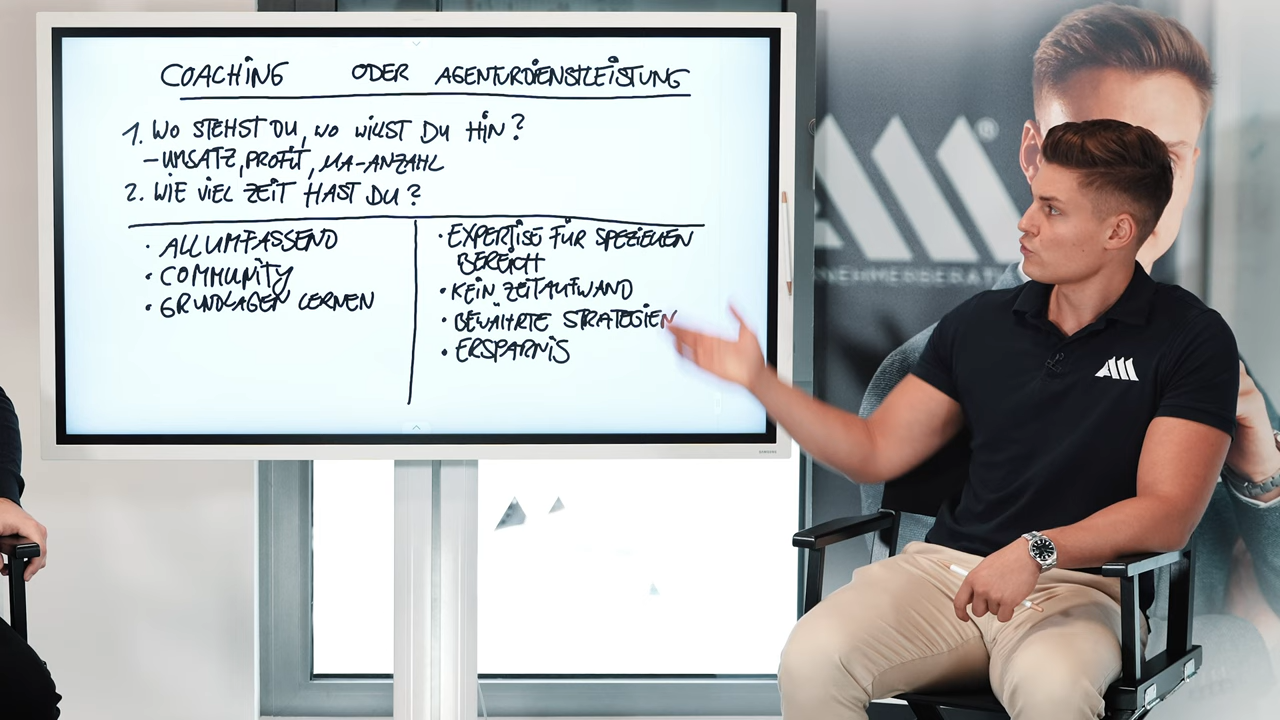 COACHING ODER AGENTURDIENSTLEISTUNG
1. WO STEHST DU, WO WILLST DU HIN?
– UMSATZ, PROFIT, MA-ANZAHL
2. WIE VIEL ZEIT HAST DU?
· ALLUMFASSEND
· COMMUNITY
· GRUNDLAGEN LERNEN
· EXPERTISE FÜR SPEZIELLEN
BEREICH
· KEIN ZEITAUFWAND
· BEWÄHRTE STRATEGIEN
· ERSPARNIS
SAMSUNG
®